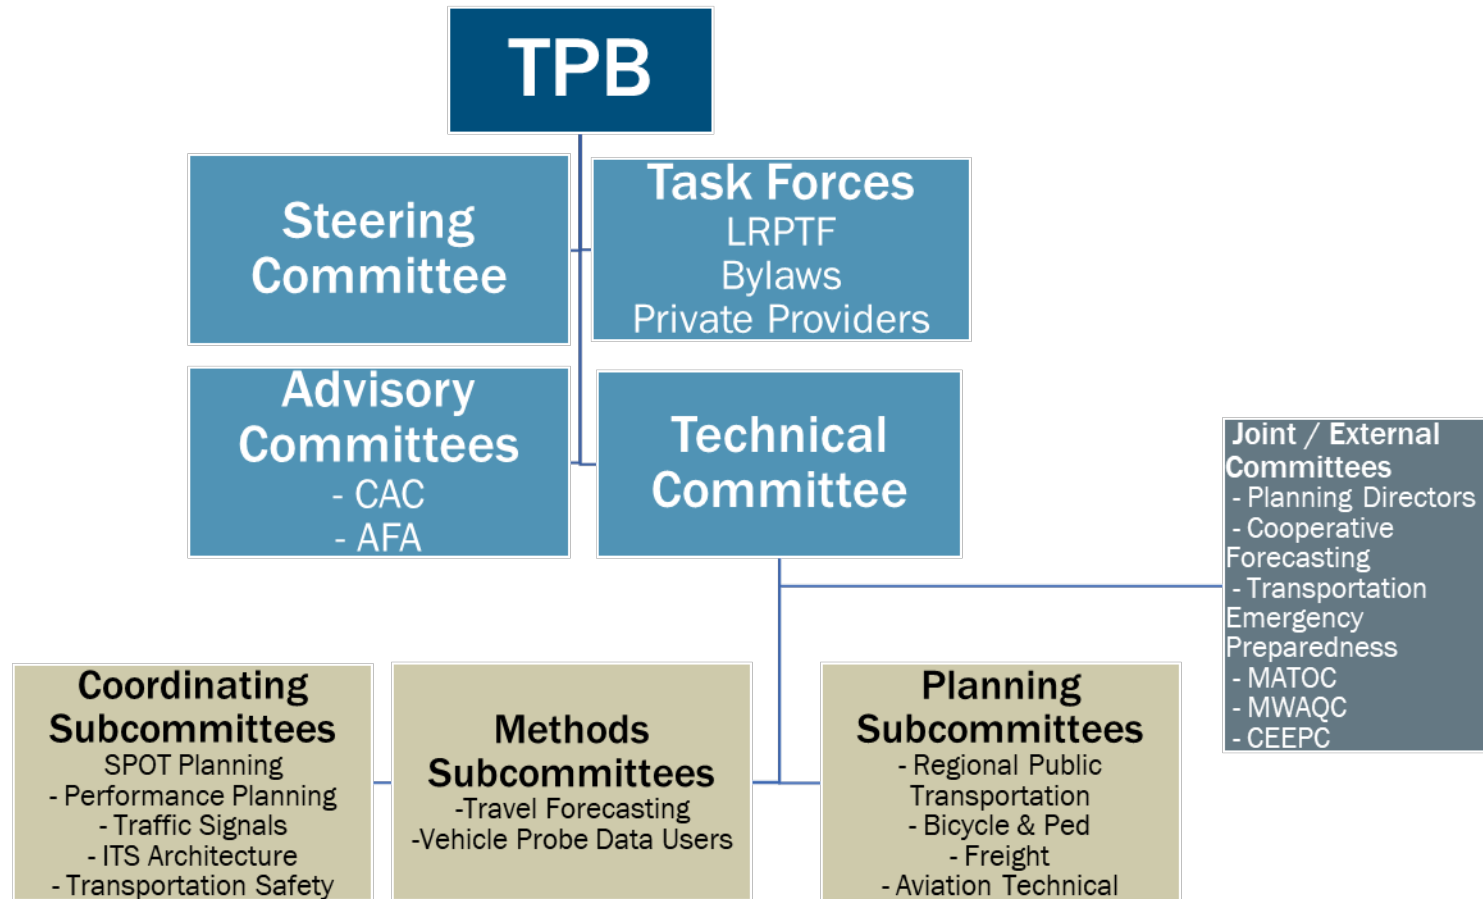 TPB
Steering
Committee
Task Forces
LRPTF
Bylaws
Private Providers
Advisory
Committees
- CAC
- AFA
Technical
Committee
Joint / External
Committees
- Planning Directors
- Cooperative
Forecasting
- Transportation
Emergency
Preparedness
- MATOC
- MWAQC
- CEEPC
Coordinating
Subcommittees
SPOT Planning
- Performance Planning
- Traffic Signals
- ITS Architecture
- Transportation Safety
Methods
Subcommittees
-Travel Forecasting
-Vehicle Probe Data Users
Planning
Subcommittees
- Regional Public
Transportation
- Bicycle & Ped
- Freight
- Aviation Technical